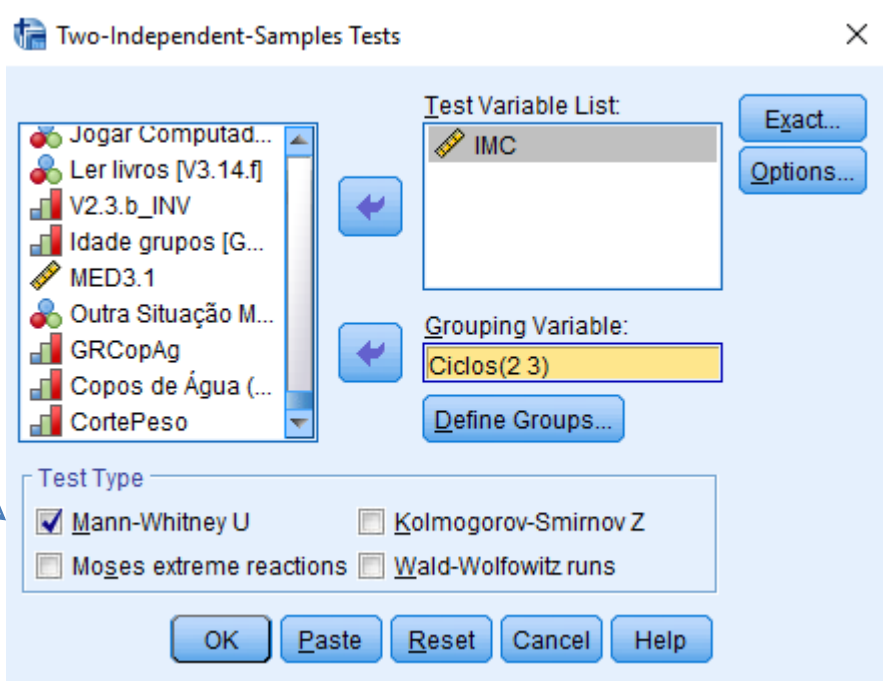 Two-Independent-Samples Tests
Jogar Computad...
Ler livros [V3.14.f]
V2.3.b_INV
Idade grupos [G...
MED3.1
Outra Situação M...
GRCopAg
Copos de Água (...
CortePeso
Test Variable List:
IMC
Exact...
Options...
Grouping Variable:
Ciclos(2 3)
Define Groups...
Test Type
Mann-Whitney U
Kolmogorov-Smirnov Z
Moses extreme reactions
Wald-Wolfowitz runs
OK
Paste
Reset
Cancel
Help